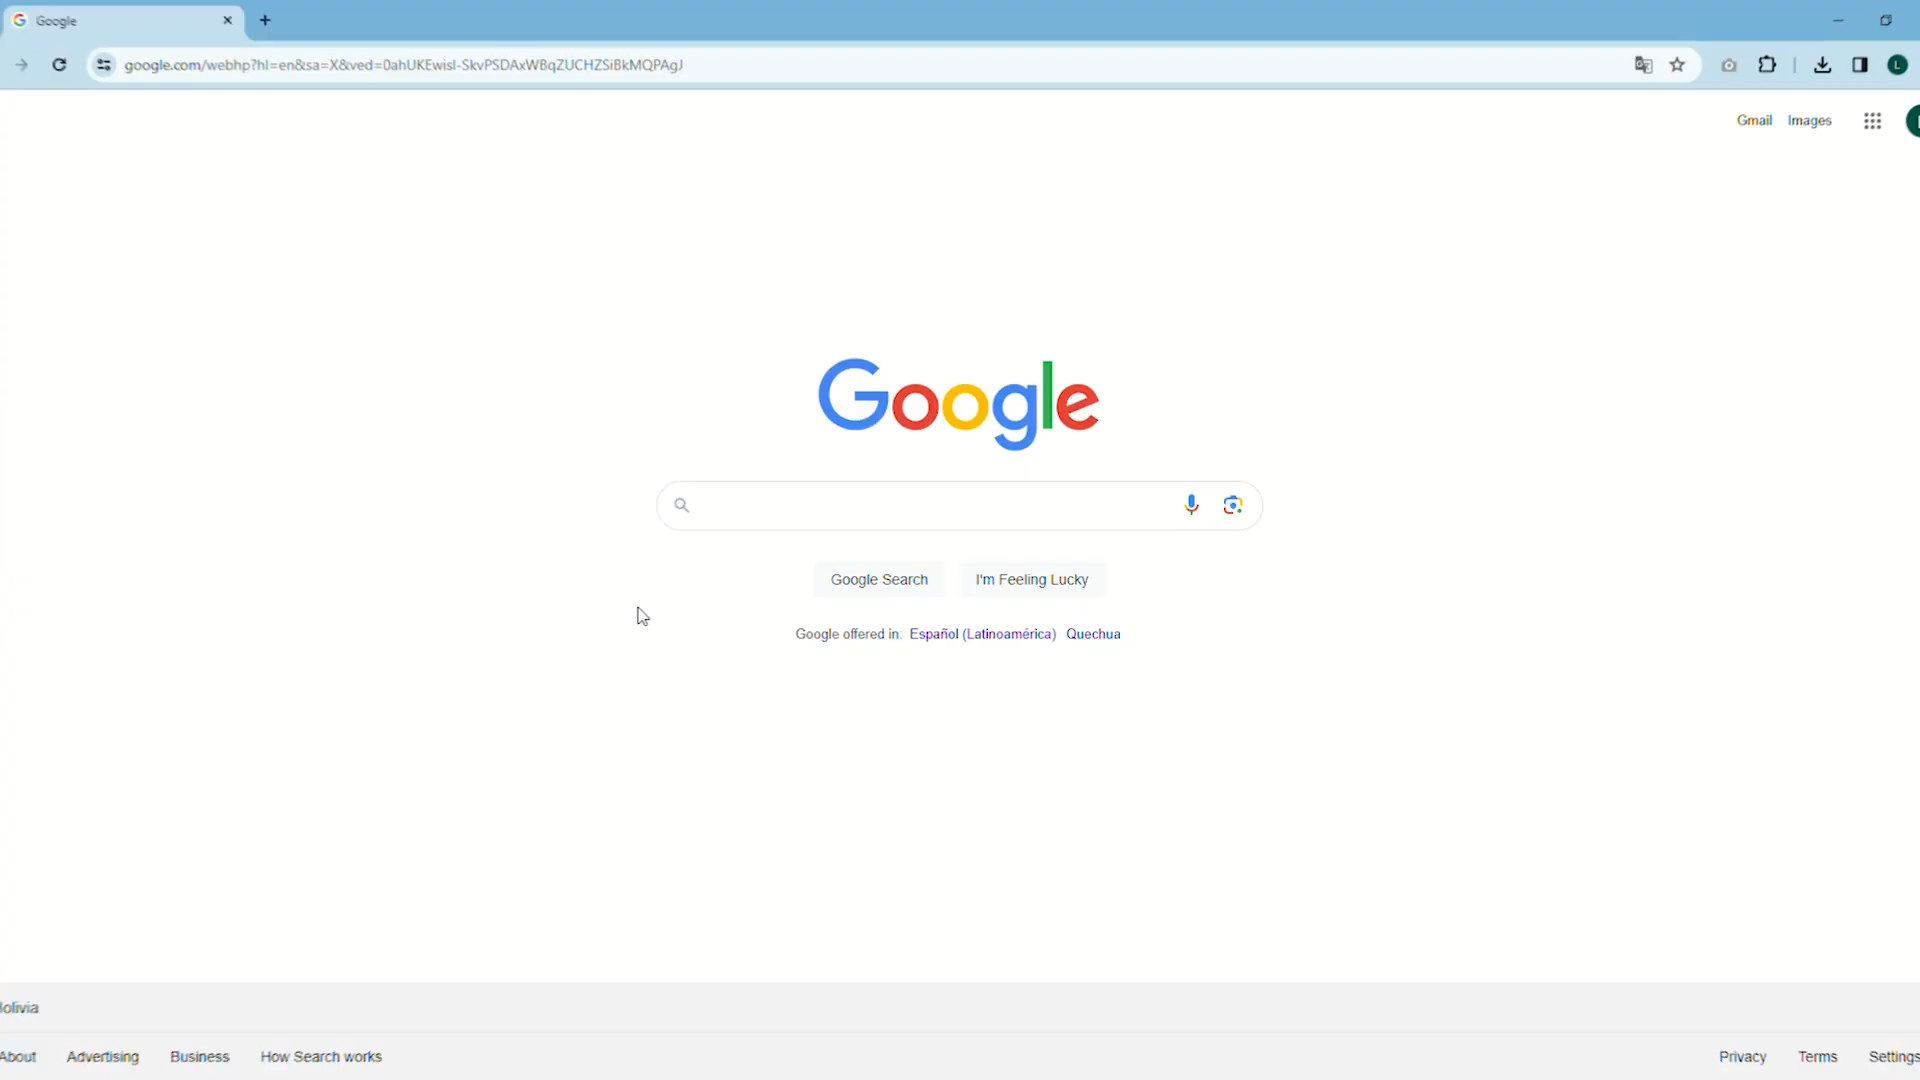 Google
google.com/webhp?hl=en&sa=X&ved=0ahUKEwisl-SkvPSDAxWBqZUCHZSiBkMQPAgJ
L
Gmail Images
Google
Google Search I'm Feeling Lucky
Google offered in: Español (Latinoamérica) Quechua
olivia
About Advertising Business How Search works
Privacy Terms Settings